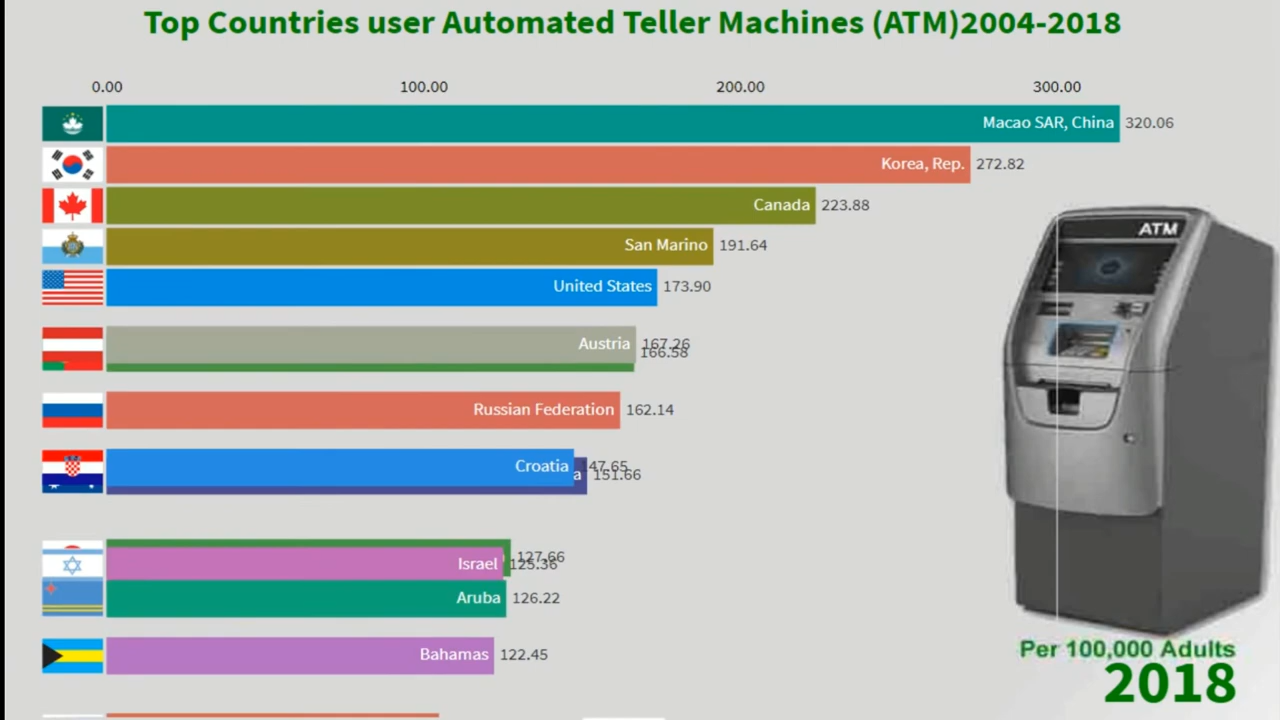 Top Countries user Automated Teller Machines (ATM)2004-2018
0.00 100.00 200.00 300.00
Macao SAR, China 320.06
Korea, Rep. 272.82
Canada 223.88
San Marino 191.64
ATM
United States 173.90
Austria 167.26
166.58
Russian Federation 162.14
Croatia 147.65
a 151.66
127.66
Israel 125.36
Aruba 126.22
Bahamas 122.45
Per 100,000 Adults
2018